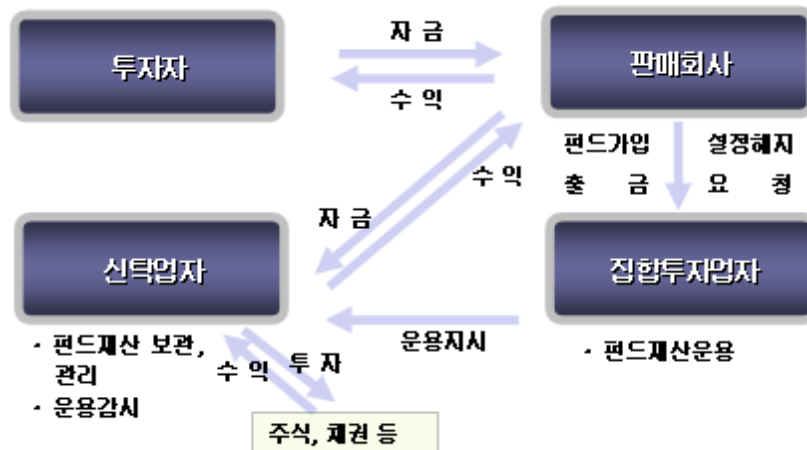 자 금
투자자
판매회사
수 익
펀드가입 설정해지
수 익
출 금 요 청
자 금
신탁업자
집합투자업자
운용지시
· 펀드재산 보관,
관리
· 운용감시
수 익
투 자
· 펀드재산운용
주식, 채권 등